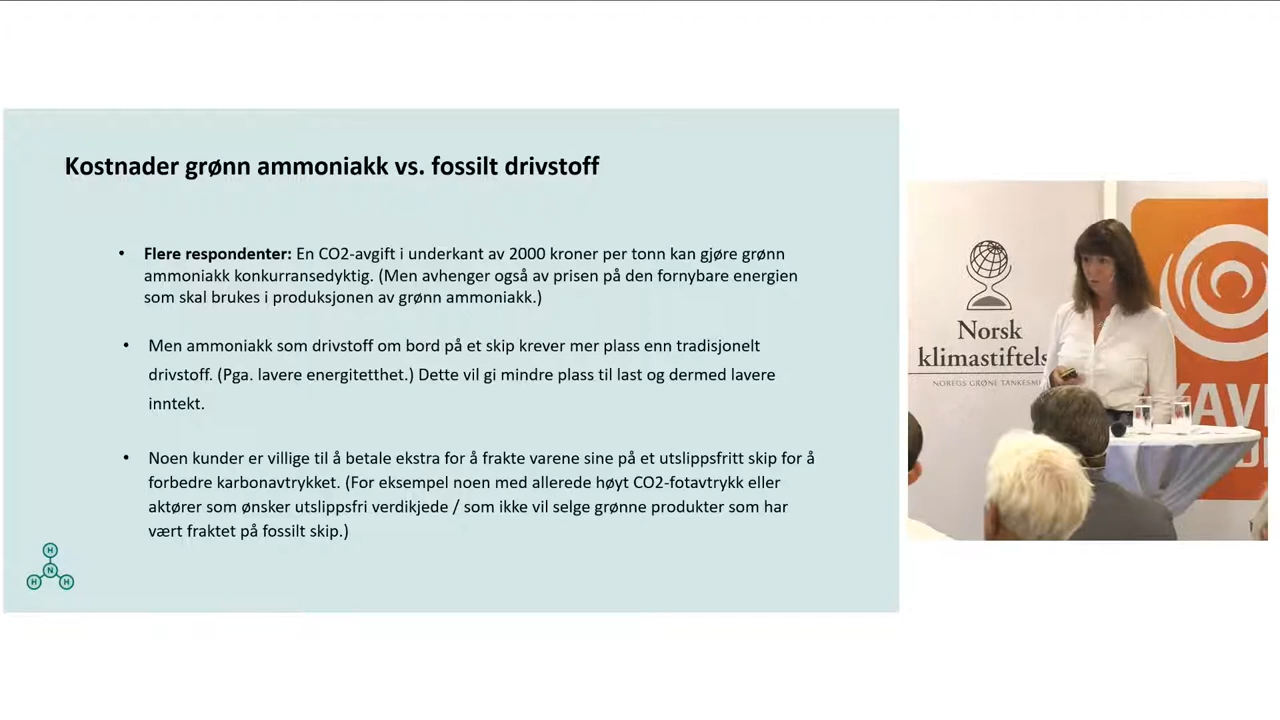 Kostnader grønn ammoniakk vs. fossilt drivstoff
• Flere respondenter: En CO2-avgift i underkant av 2000 kroner per tonn kan gjøre grønn
ammoniakk konkurransedyktig. (Men avhenger også av prisen på den fornybare energien
som skal brukes i produksjonen av grønn ammoniakk.)
• Men ammoniakk som drivstoff om bord på et skip krever mer plass enn tradisjonelt
drivstoff. (Pga. lavere energitetthet.) Dette vil gi mindre plass til last og dermed lavere
inntekt.
• Noen kunder er villige til å betale ekstra for å frakte varene sine på et utslippsfritt skip for å
forbedre karbonavtrykket. (For eksempel noen med allerede høyt CO2-fotavtrykk eller
aktører som ønsker utslippsfri verdikjede / som ikke vil selge grønne produkter som har
vært fraktet på fossilt skip.)
H
N
H H
Norsk
klimastiftels
NOREGS GRØNE TANKESM